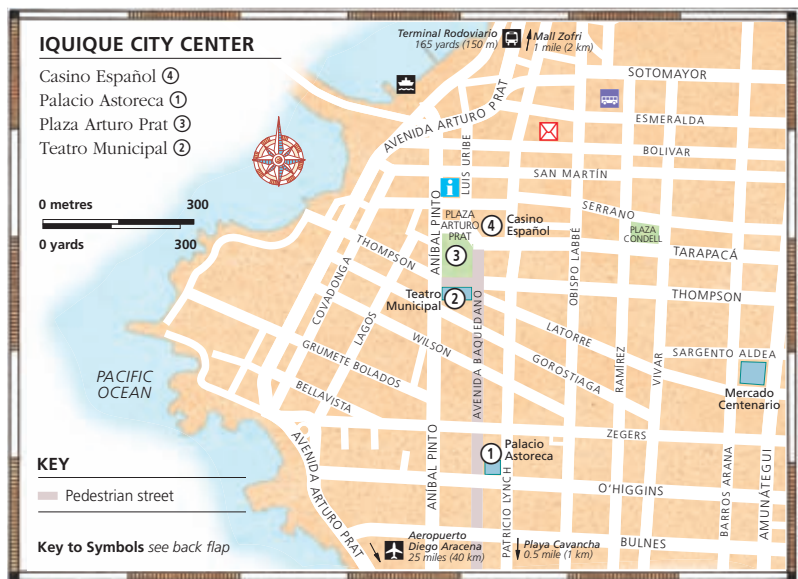 IQUIQUE CITY CENTER
Casino Español ④
Palacio Astoreca ①
Plaza Arturo Prat ③
Teatro Municipal ②
0 metres 300
0 yards 300
Terminal Rodoviario
165 yards (150 m)
Mall Zofri
1 mile (2 km)
SOTOMAYOR
ESMERALDA
AVENIDA ARTURO PRAT
BOLIVAR
LUIS URIBE
SAN MARTÍN
i
SERRANO
ANÍBAL PINTO
PLAZA
ARTURO
PRAT
④ Casino
Español
PLAZA
CONDELL
OBISPO LABBÉ
TARAPACÁ
THOMPSON
③
COVADONGA
THOMPSON
Teatro
Municipal
②
LAGOS
AVENIDA BAQUEDANO
LATORRE
WILSON
GOROSTIAGA
SARGENTO ALDEA
GRUMETE BOLADOS
RAMÍREZ
VIVAR
PACIFIC
OCEAN
BELLAVISTA
Mercado
Centenario
ZEGERS
① Palacio
Astoreca
AVENIDA ARTURO PRAT
ANÍBAL PINTO
PATRICIO LYNCH
O'HIGGINS
BARROS ARANA
AMUNÁTEGUI
BULNES
KEY
Pedestrian street
Key to Symbols see back flap
Aeropuerto
Diego Aracena
25 miles (40 km)
Playa Cavancha
0.5 mile (1 km)